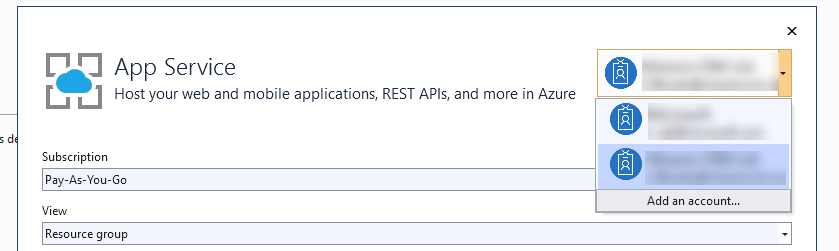 App Service
Host your web and mobile applications, REST APIs, and more in Azure
s de
Subscription
Pay-As-You-Go
Add an account...
View
Resource group